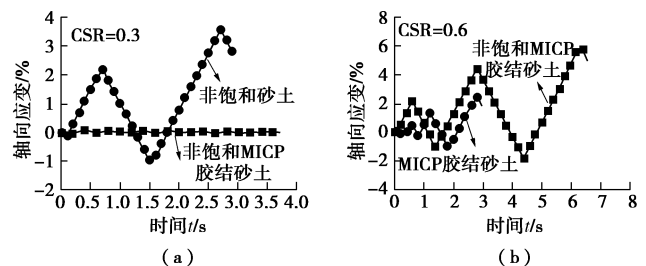 4
3
2
1
0
−1
−2
轴向应变/%
CSR=0.3
非饱和砂土
非饱和MICP
胶结砂土
0 0.5 1.0 1.5 2.0 2.5 3.0 3.5 4.0
时间t/s
(a)
8
6
4
2
0
−2
−4
轴向应变/%
CSR=0.6
非饱和MICP
胶结砂土
MICP胶结砂土
0 2 4 6 8
时间t/s
(b)